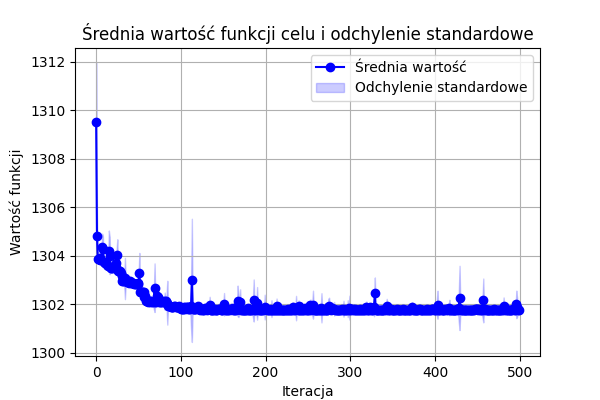 Średnia wartość funkcji celu i odchylenie standardowe
Średnia wartość
Odchylenie standardowe
Wartość funkcji
1312
1310
1308
1306
1304
1302
1300
0 100 200 300 400 500
Iteracja